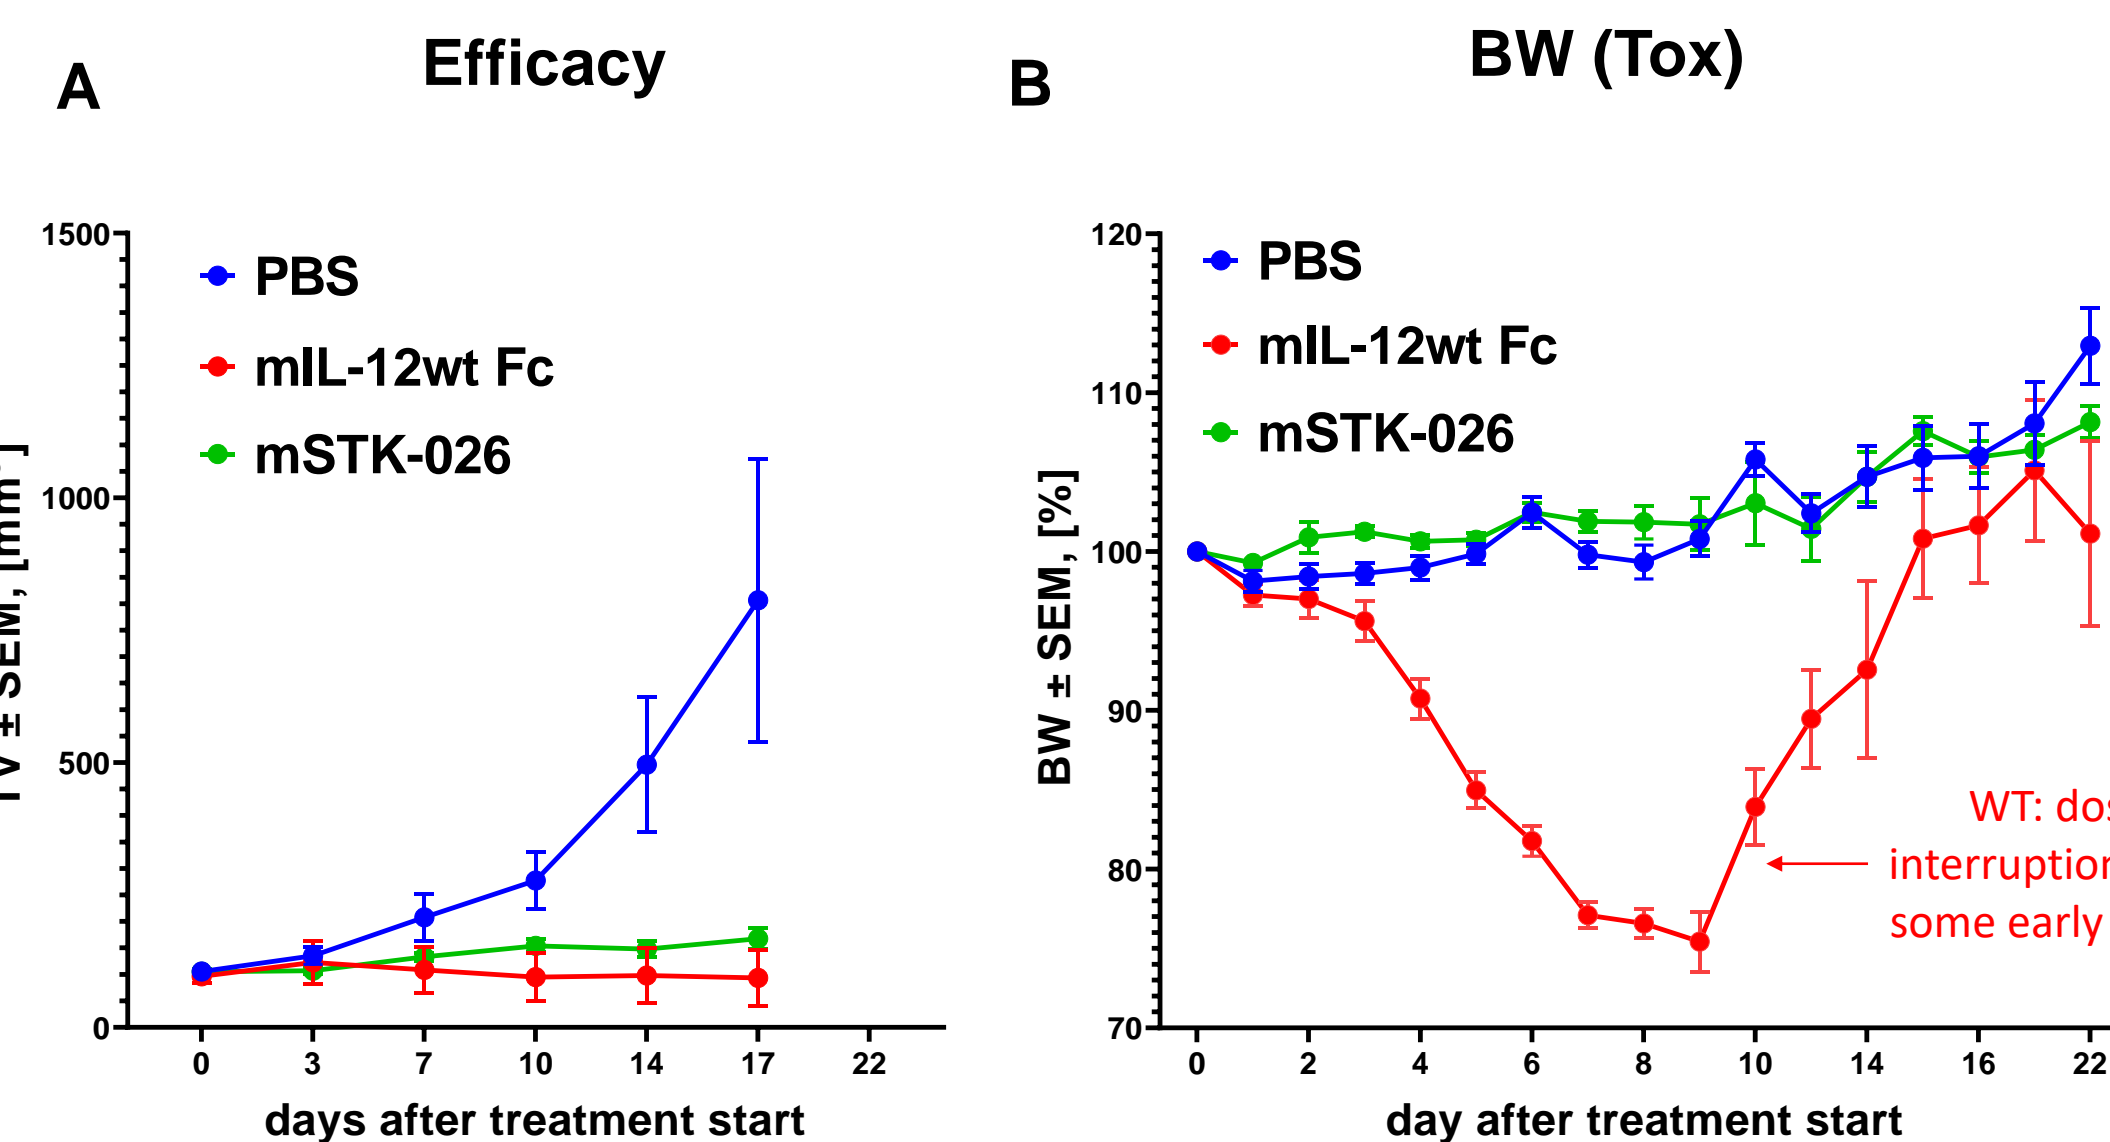 Efficacy
BW (Tox)
A
B
1500
1000
500
0
PBS
mIL-12wt Fc
mSTK-026
± SEM,
0 3 7 10 14 17 22
days after treatment start
120
110
100
90
80
70
BW ± SEM, [%]
PBS
mIL-12wt Fc
mSTK-026
WT:
some early
0 2 4 6 8 10 14 16 22
day after treatment start